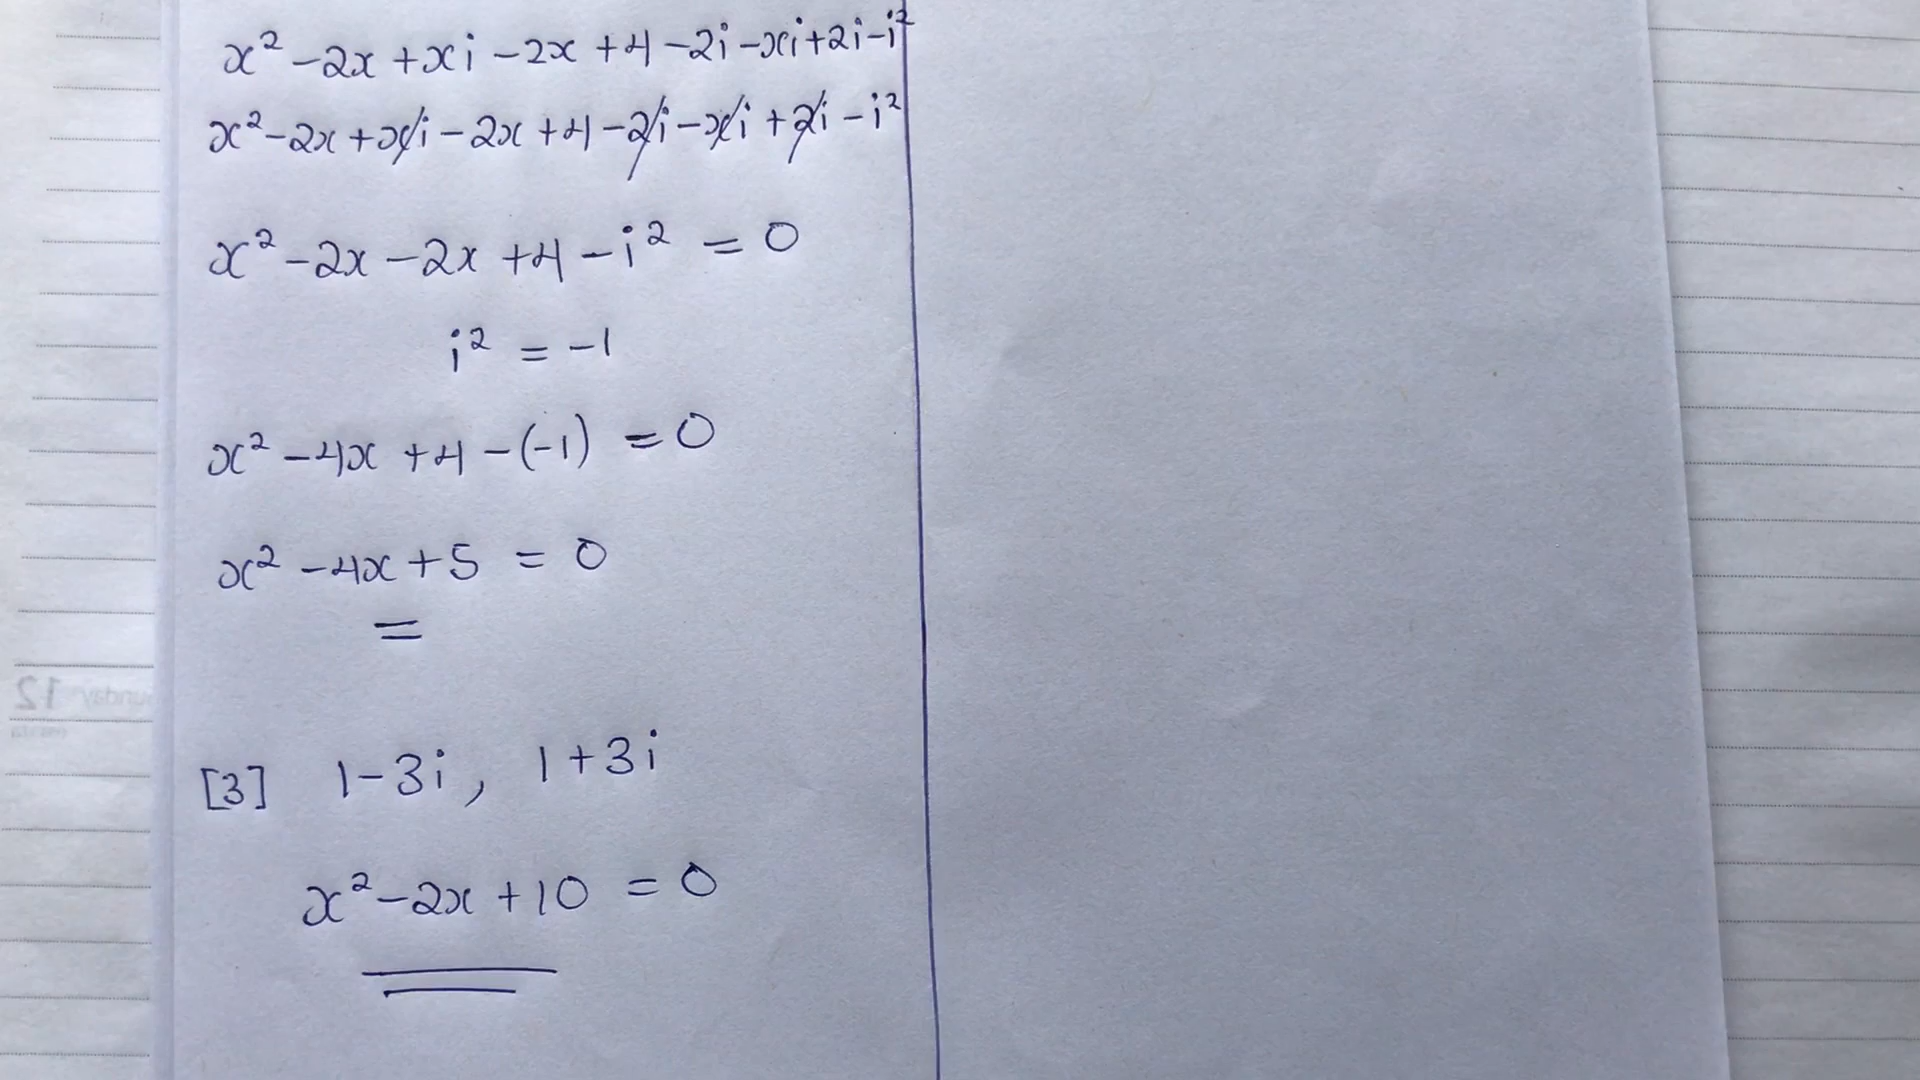 x² - 2x + xi - 2x + 4 - 2i - xi + 2i - i²
x² - 2x + xi - 2x + 4 - 2i - xi + 2i - i²
x² - 2x - 2x + 4 - i² = 0
i² = -1
x² - 4x + 4 - (-1) = 0
x² - 4x + 5 = 0
=
[3] 1 - 3i, 1 + 3i
x² - 2x + 10 = 0
12